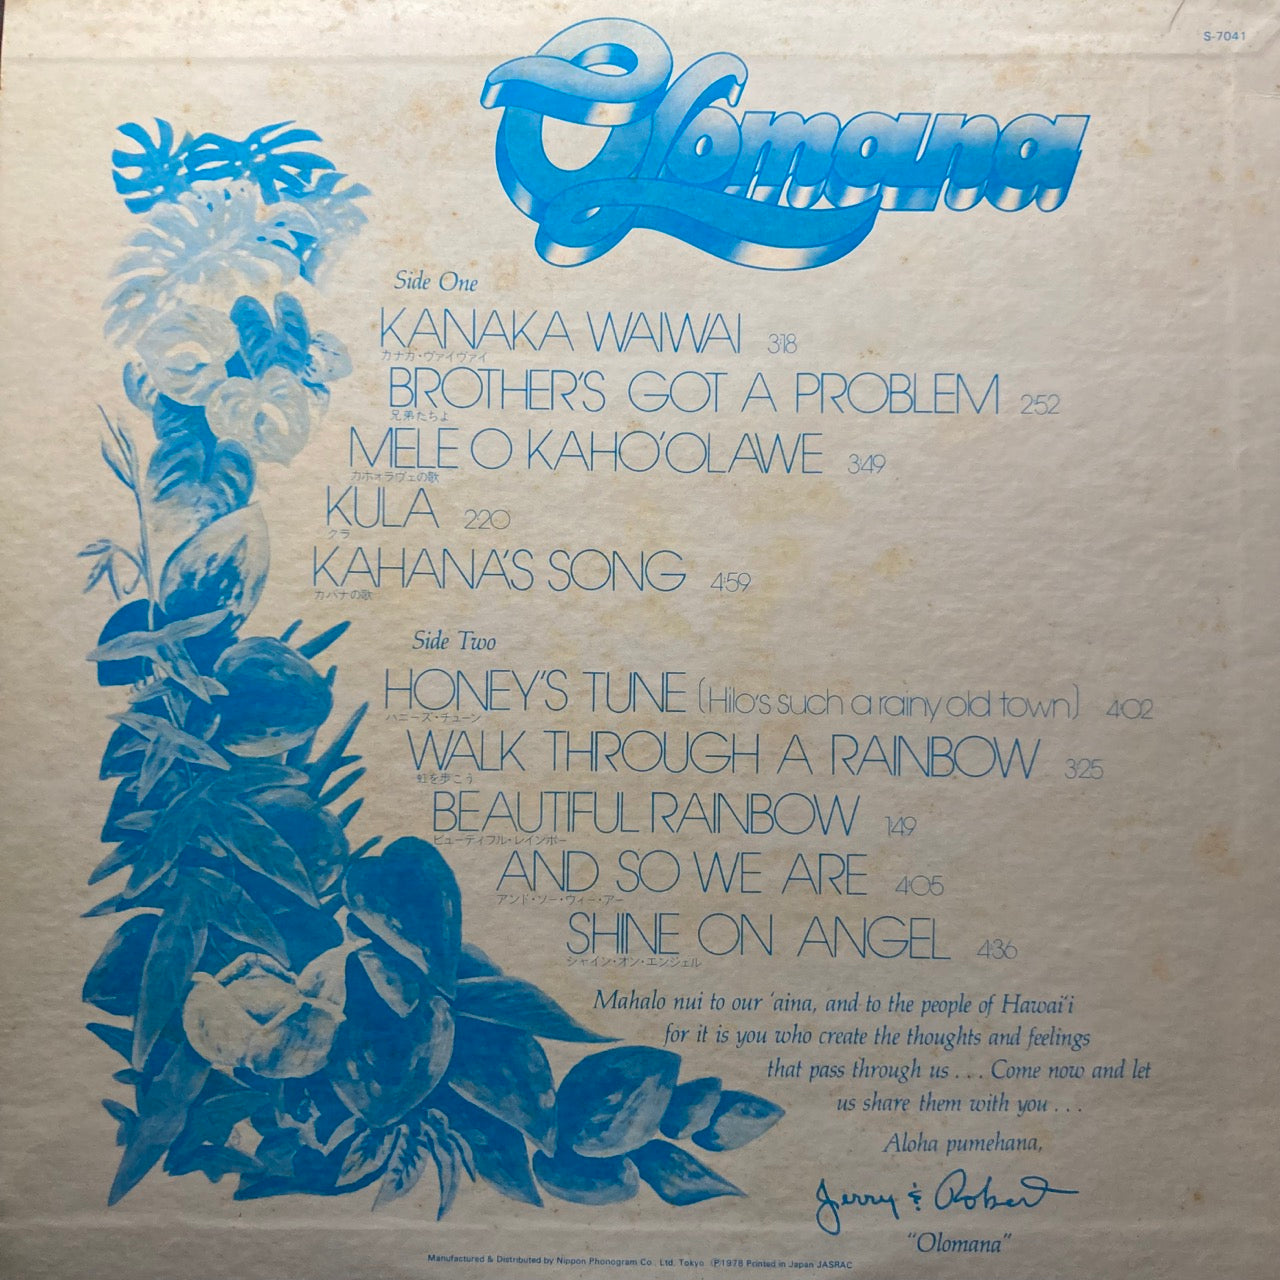 S-7041
Olomana
Side One
KANAKA WAIWAI 3:18
カナカ・ヴァイヴァイ
BROTHER'S GOT A PROBLEM 2:52
兄弟たちよ
MELE O KAHO'OLAWE 3:49
カホォラヴェの歌
KULA 2:20
クラ
KAHANA'S SONG 4:59
カハナの歌
Side Two
HONEY'S TUNE (Hilo's such a rainy old town) 4:02
ハニーズ・チューン
WALK THROUGH A RAINBOW 3:25
虹を歩こう
BEAUTIFUL RAINBOW 1:49
ビューティフル・レインボー
AND SO WE ARE 4:05
アンド・ソー・ウィー・アー
SHINE ON ANGEL 4:36
シャイン・オン・エンジェル
Mahalo nui to our 'aina, and to the people of Hawai'i
for it is you who create the thoughts and feelings
that pass through us . . . Come now and let
us share them with you . . .
Aloha pumehana,
Jerry & Robert
"Olomana"
Manufactured & Distributed by Nippon Phonogram Co., Ltd. Tokyo Ⓟ1978 Printed in Japan JASRAC